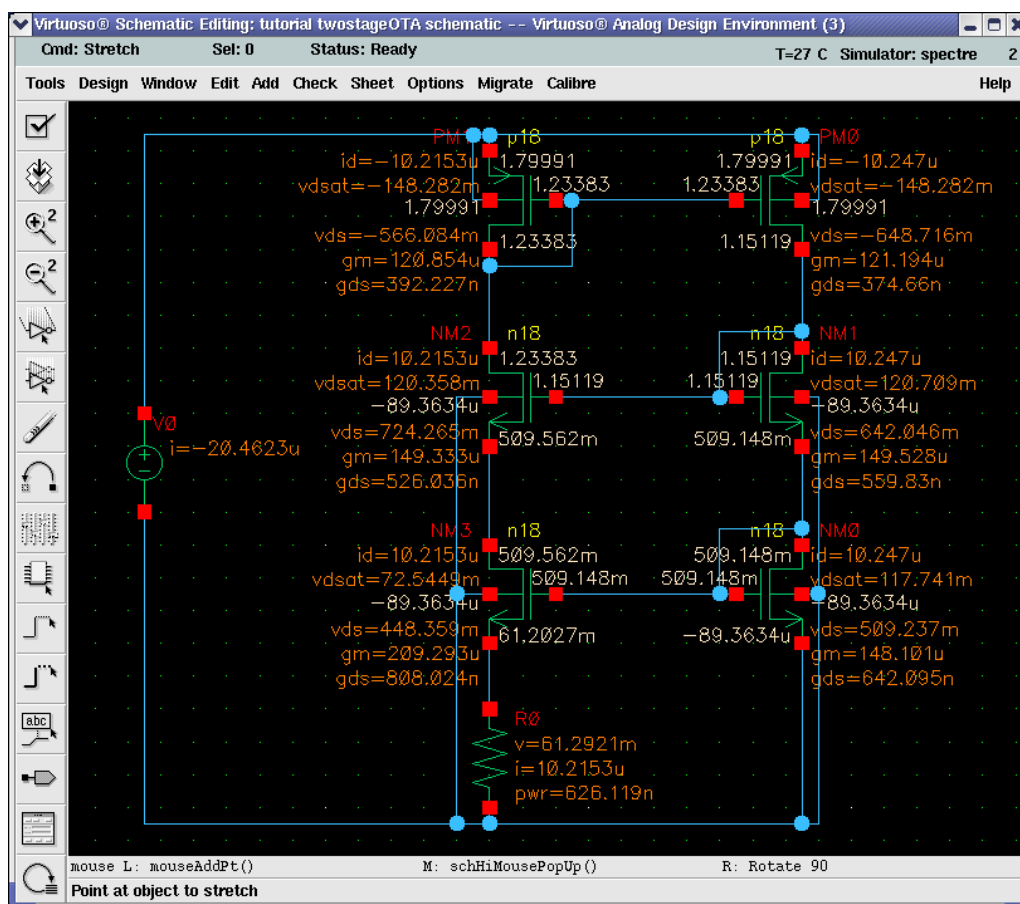 Virtuoso® Schematic Editing: tutorial twostageOTA schematic -- Virtuoso® Analog Design Environment (3)
Cmd: Stretch Sel: 0 Status: Ready T=27 C Simulator: spectre 2
Tools Design Window Edit Add Check Sheet Options Migrate Calibre Help
2
2
abc
PM1 p18
id=-10.2153u 1.79991
vdsat=-148.282m 1.23383
1.79991
vds=-566.084m 1.23383
gm=120.854u
gds=392.227n
p18 PM0
1.79991 id=-10.247u
1.23383 vdsat=-148.282m
1.79991
1.15119 vds=-648.716m
gm=121.194u
gds=374.66n
NM2 n18
id=10.2153u 1.23383
vdsat=120.358m 1.15119
-89.3634u
vds=724.265m 509.562m
gm=149.333u
gds=526.036n
n18 NM1
1.15119 id=10.247u
1.15119 vdsat=120.709m
-89.3634u
509.148m vds=642.046m
gm=149.528u
gds=559.83n
V0
i=-20.4623u
NM3 n18
id=10.2153u 509.562m
vdsat=72.5449m 509.148m
-89.3634u
vds=448.359m 61.2027m
gm=209.293u
gds=808.024n
n18 NM0
509.148m id=10.247u
509.148m vdsat=117.741m
-89.3634u
-89.3634u vds=509.237m
gm=148.101u
gds=642.095n
R0
v=61.2921m
i=10.2153u
pwr=626.119n
mouse L: mouseAddPt() M: schHiMousePopUp() R: Rotate 90
Point at object to stretch